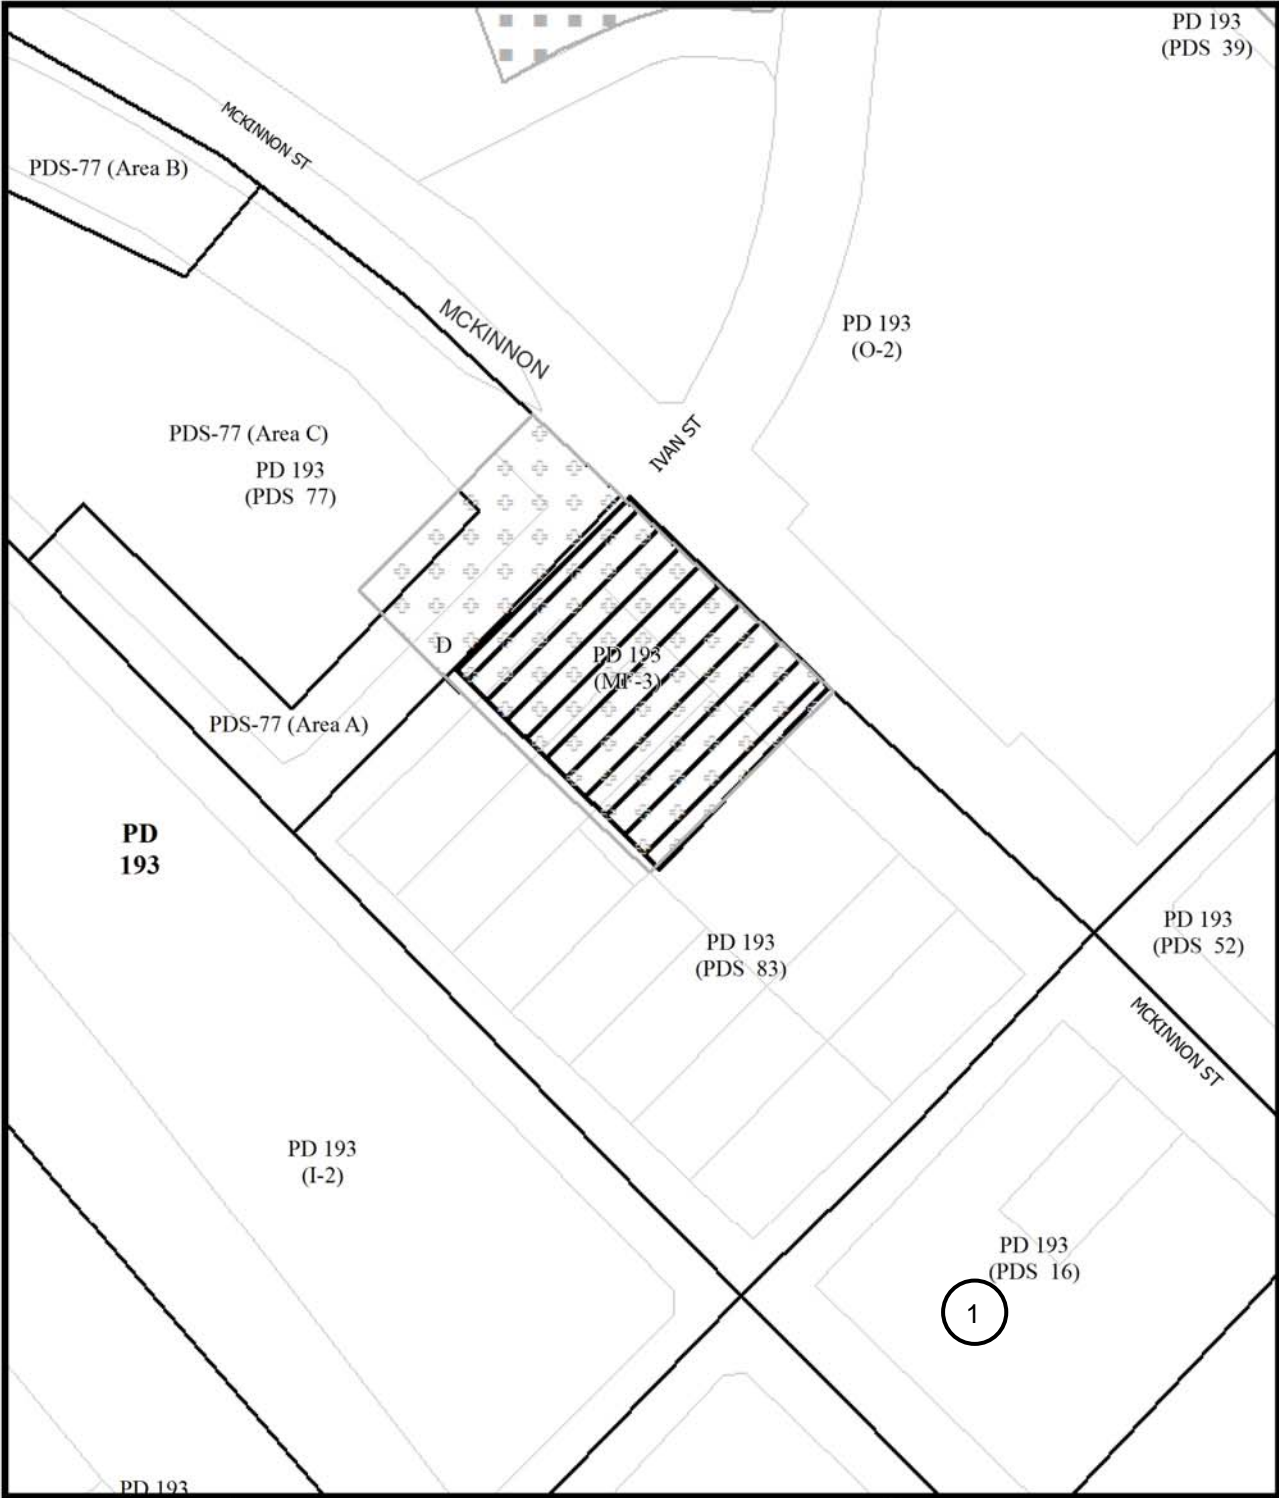 PD 193
(PDS 39)
MCKINNON ST
PDS-77 (Area B)
MCKINNON
PD 193
(O-2)
PDS-77 (Area C)
PD 193
(PDS 77)
IVAN ST
D
PD 193
(MF-3)
PDS-77 (Area A)
PD
193
PD 193
(PDS 52)
PD 193
(PDS 83)
MCKINNON ST
PD 193
(I-2)
PD 193
(PDS 16)
1
PD 193